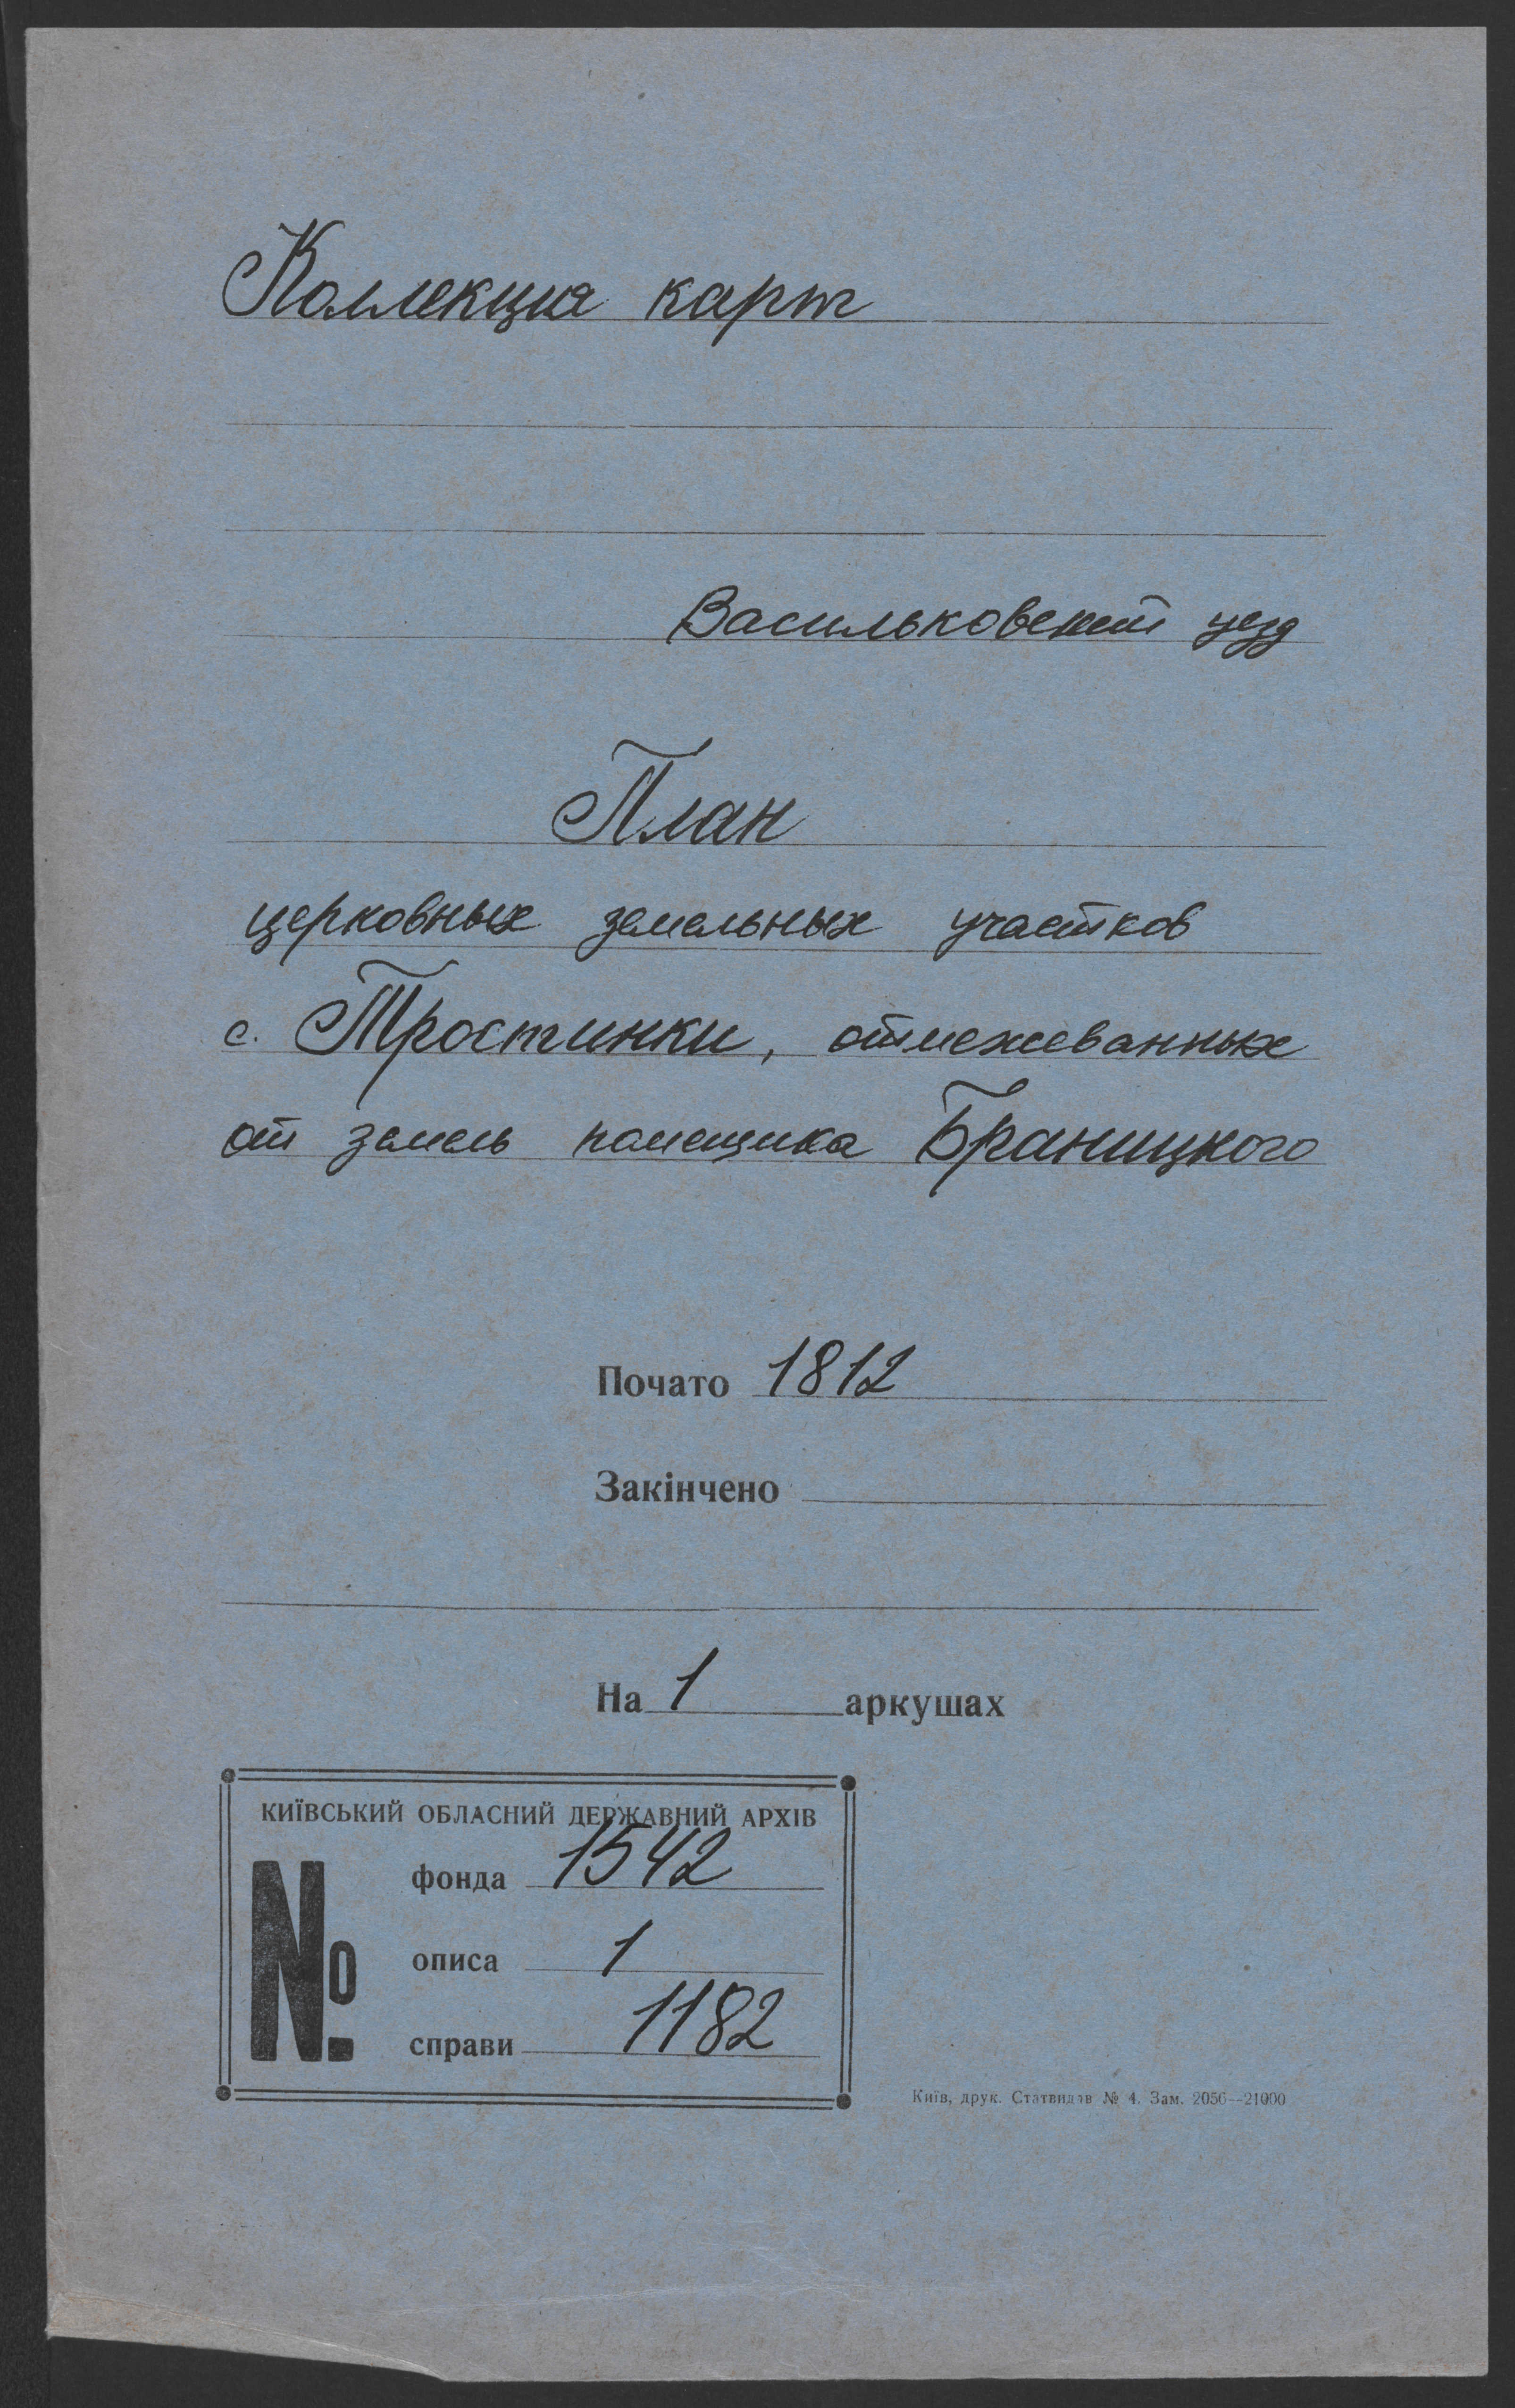 Коллекция карт
Васильковский уезд
План
церковных земельных участков
с. Тростинки, отмежеванных
от земель помещика Браницкого
Почато 1812
Закінчено
На 1 аркушах
КИЇВСЬКИЙ ОБЛАСНИЙ ДЕРЖАВНИЙ АРХІВ
№
фонда 1542
описа 1
справи 1182
Київ, друк. Статвидав № 4. Зам. 2056—21000